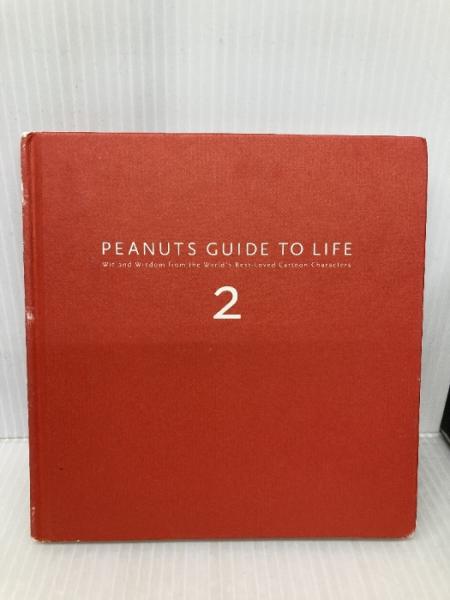 PEANUTS GUIDE TO LIFE
Wit and Wisdom from the World's Best-Loved Cartoon Characters
2